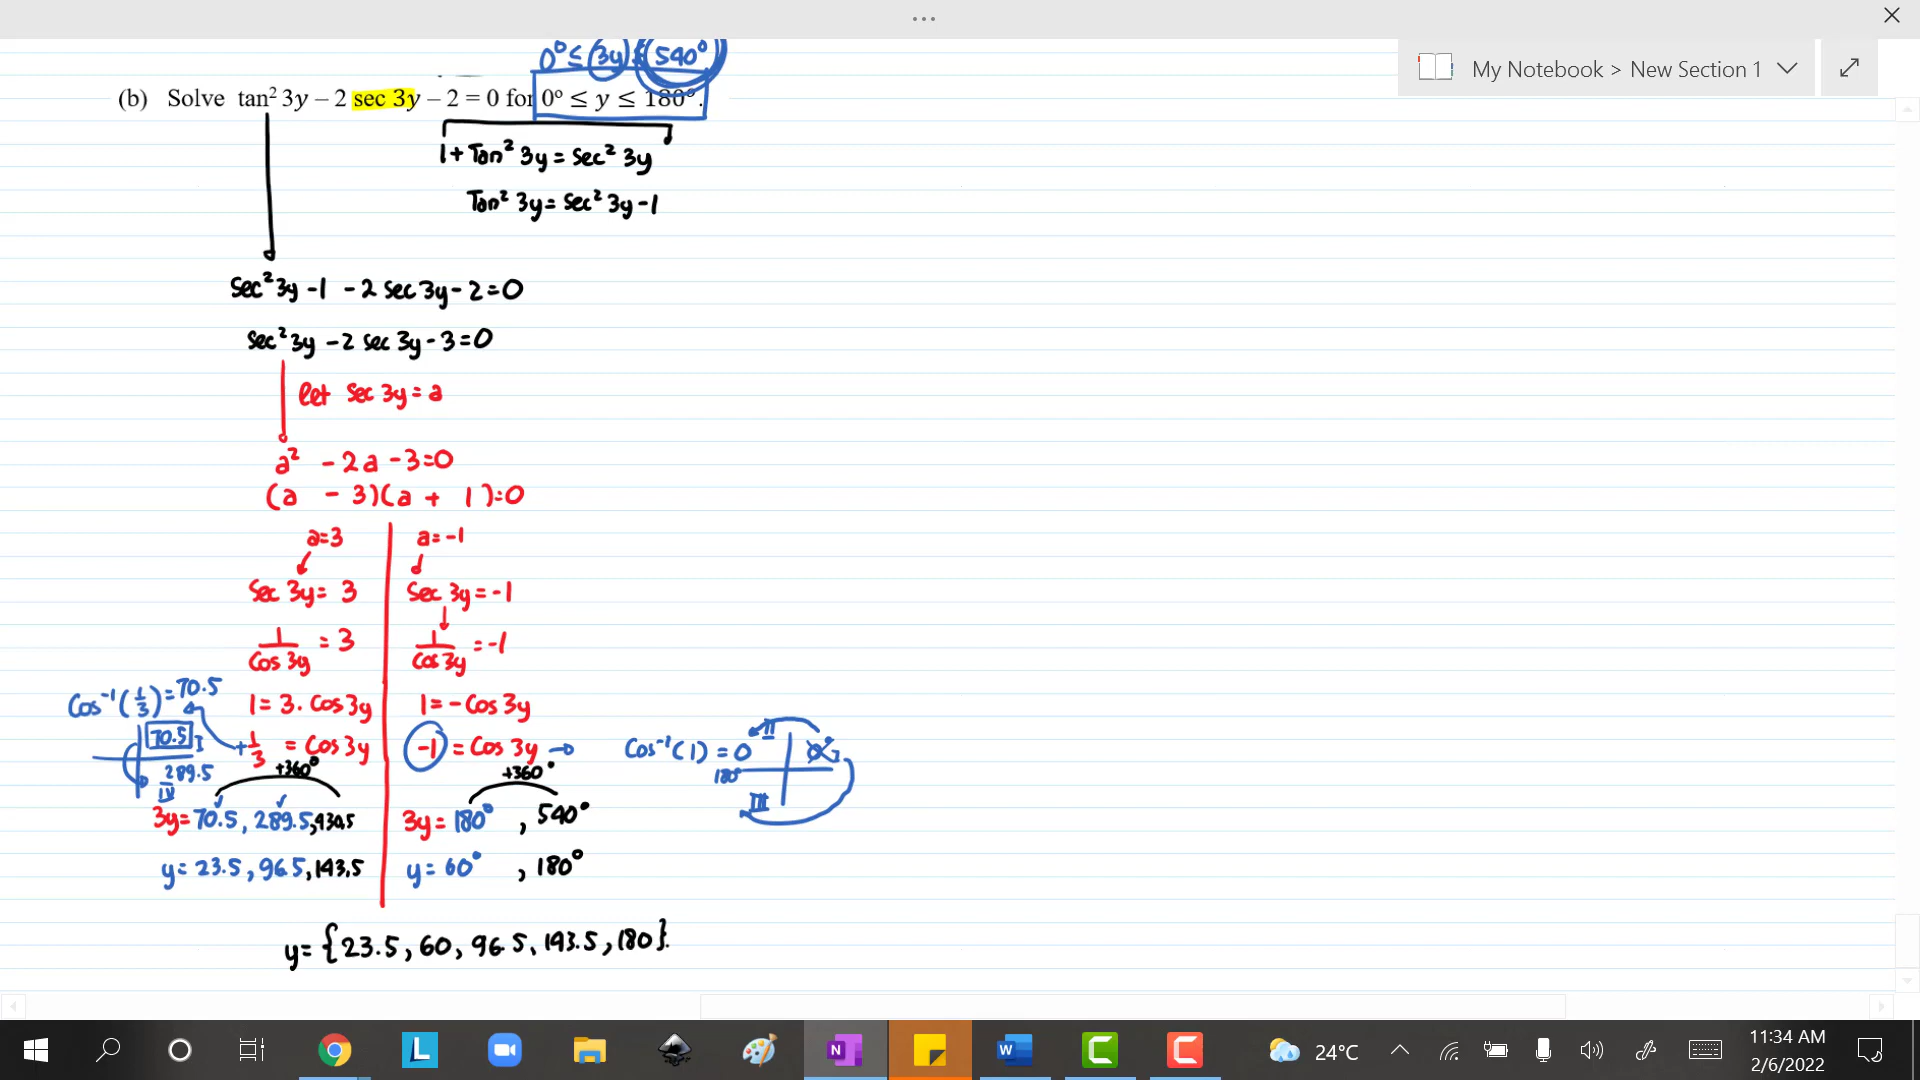 My Notebook > New Section 1
0° ≤ 3y ≤ 540°
(b) Solve tan² 3y – 2 sec 3y – 2 = 0 for 0° ≤ y ≤ 180°.
1 + Tan² 3y = sec² 3y
Tan² 3y = sec² 3y - 1
Sec² 3y - 1 - 2 sec 3y - 2 = 0
sec² 3y - 2 sec 3y - 3 = 0
let sec 3y = a
a² - 2a - 3 = 0
(a - 3)(a + 1) = 0
a = 3 a = -1
Sec 3y = 3 Sec 3y = -1
1/Cos 3y = 3 1/Cos 3y = -1
Cos⁻¹(1/3) = 70.5 1 = 3 . Cos 3y 1 = -Cos 3y
70.5 I +1/3 = Cos 3y -1 = Cos 3y Cos⁻¹(1) = 0 II 0°
289.5 IV +360° +360° 180° III
3y = 70.5, 289.5, 430.5 3y = 180°, 540°
y = 23.5, 96.5, 143.5 y = 60°, 180°
y = {23.5, 60, 96.5, 143.5, 180}.
L N W 24°C 11:34 AM
2/6/2022